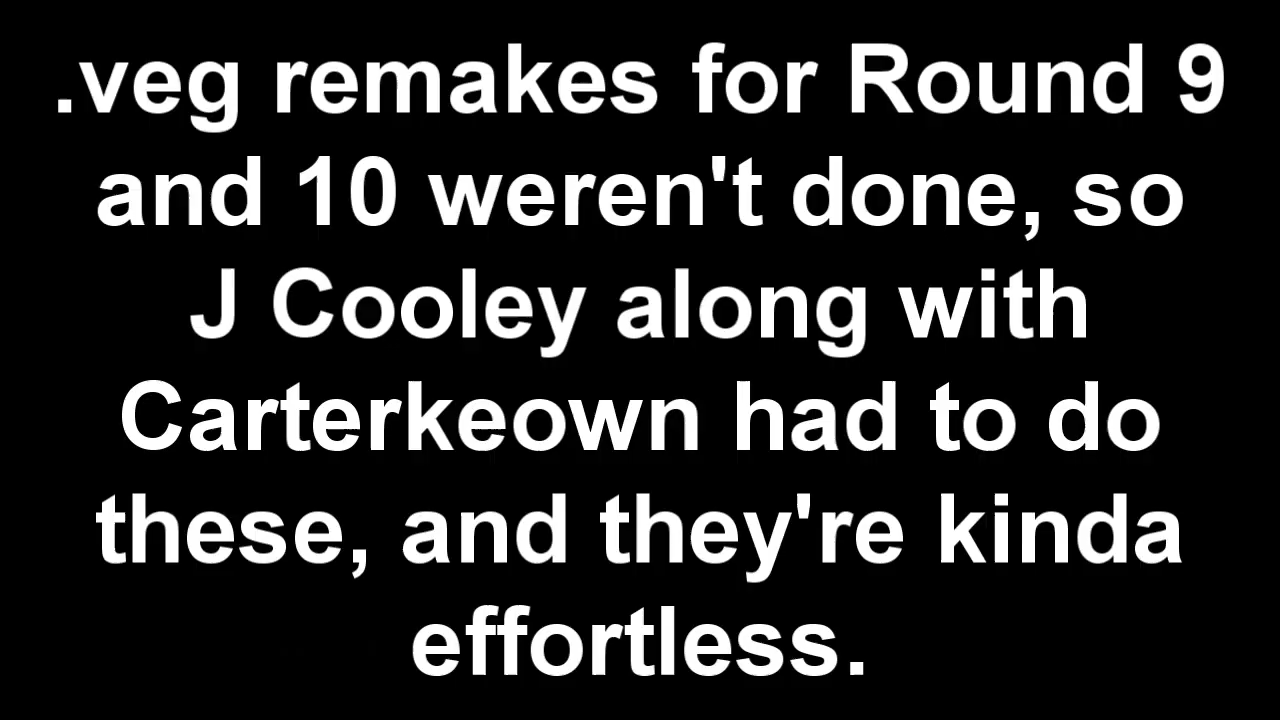 .veg remakes for Round 9
and 10 weren't done, so
J Cooley along with
Carterkeown had to do
these, and they're kinda
effortless.